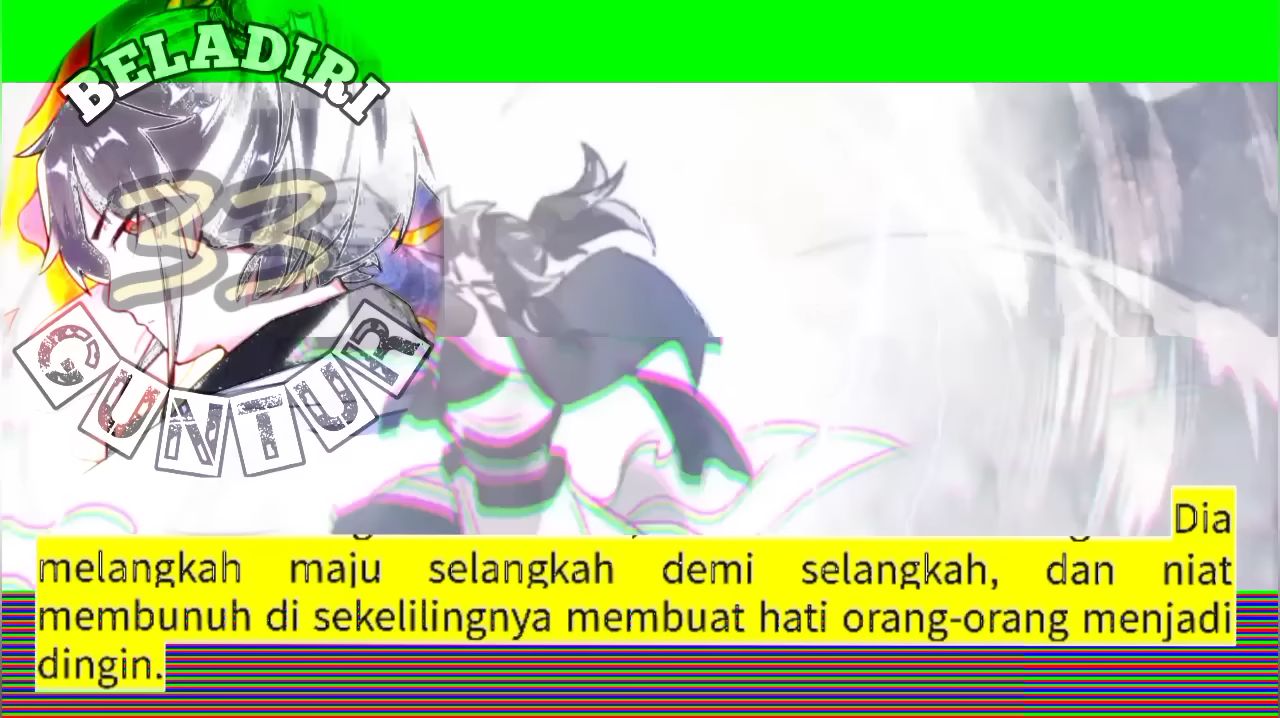 BELADIRI
33
GUNTUR
Dia
melangkah maju selangkah demi selangkah, dan niat
membunuh di sekelilingnya membuat hati orang-orang menjadi
dingin.